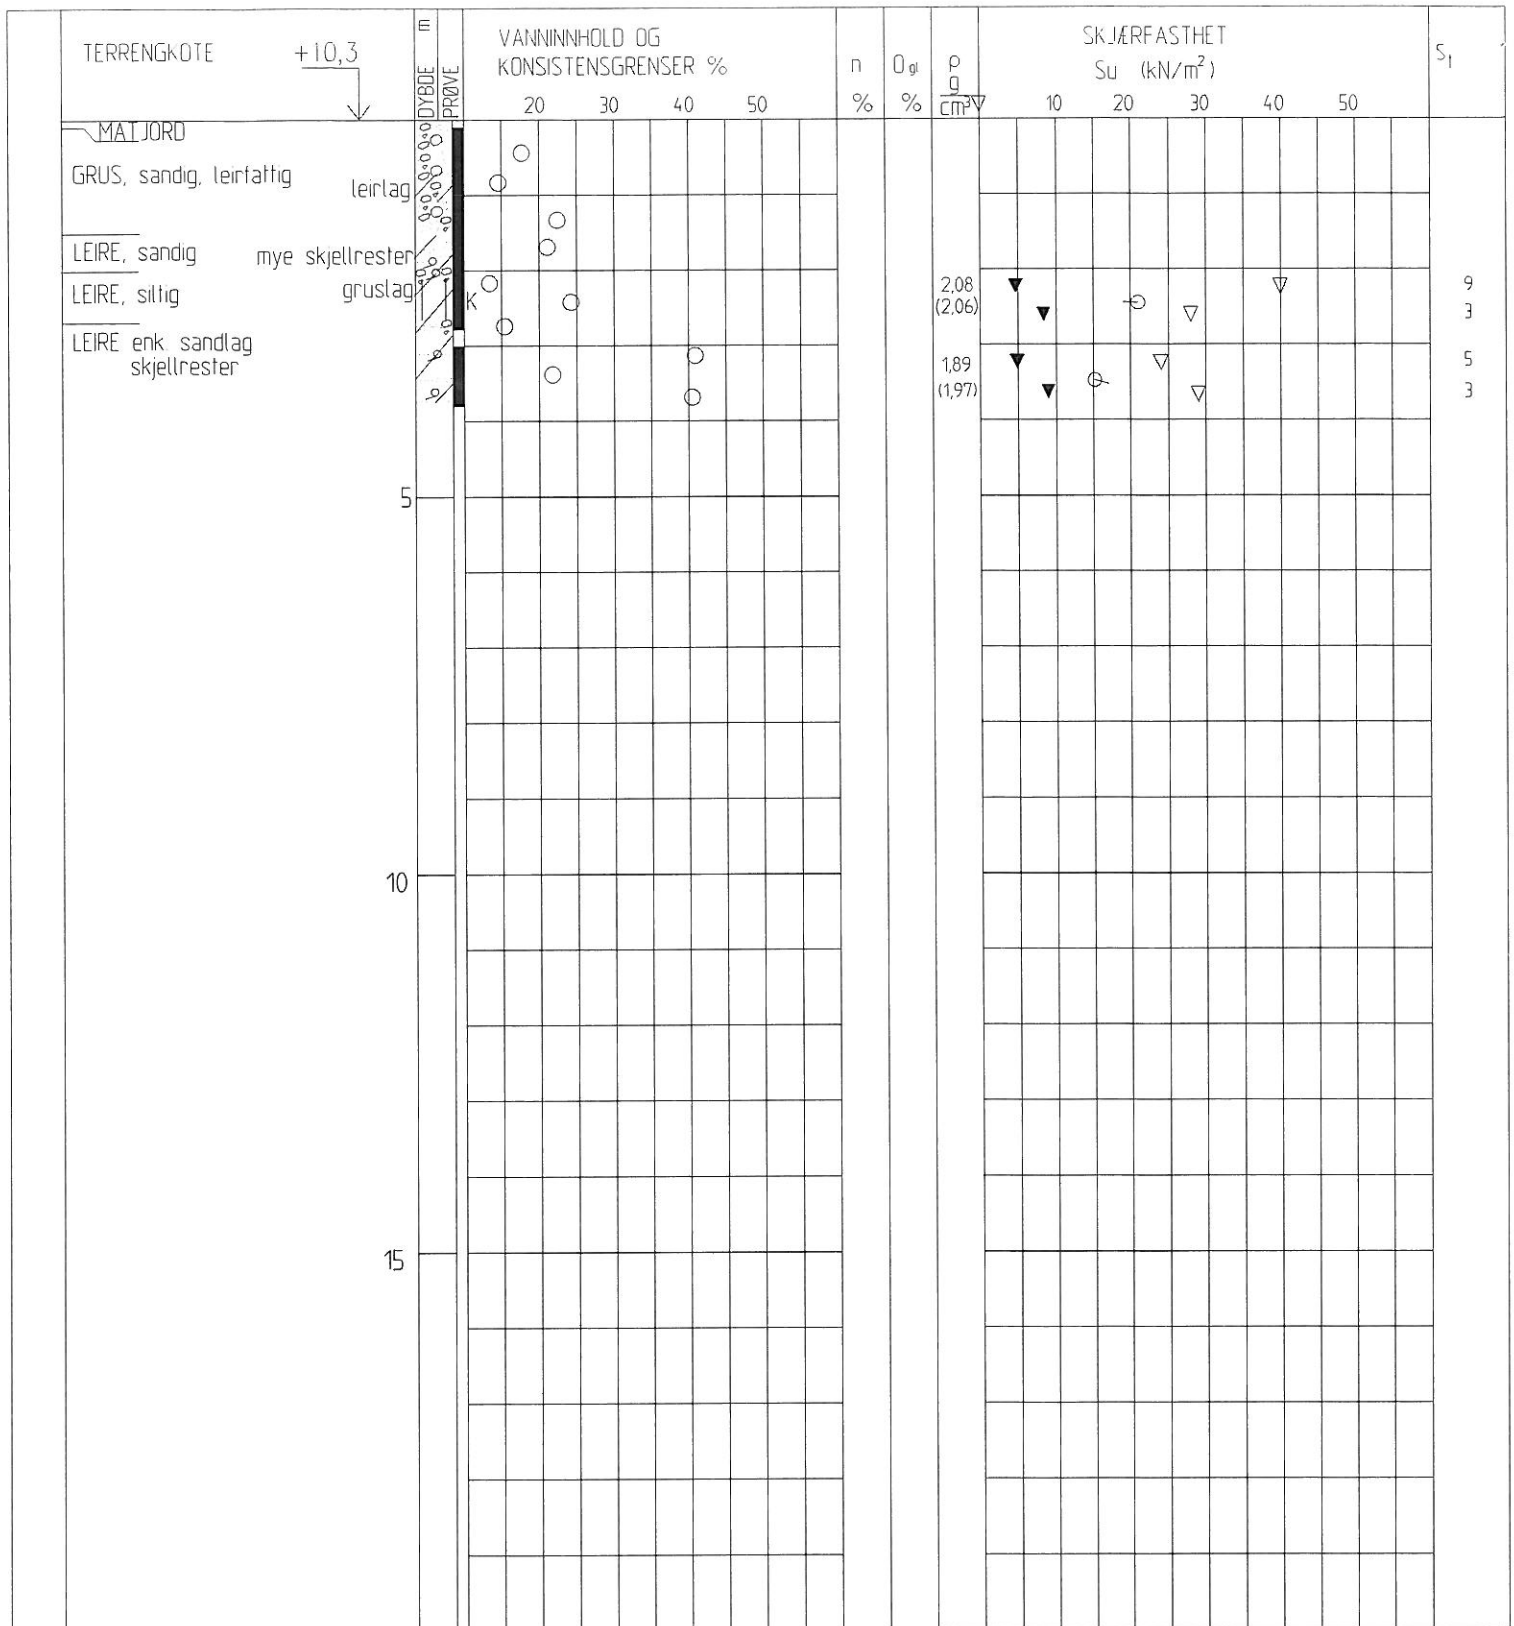 TERRENGKOTE +10,3
m
DYBDE
PRØVE
VANNINNHOLD OG
KONSISTENSGRENSER %
20 30 40 50
n
%
O gl
%
ρ
g
cm³
SKJÆRFASTHET
Su (kN/m²)
10 20 30 40 50
St
MATJORD
GRUS, sandig, leirfattig
leirlag
LEIRE, sandig
mye skjellrester
LEIRE, siltig
gruslag
K
LEIRE enk. sandlag
skjellrester
2,08
(2,06)
9
3
1,89
(1,97)
5
3
5
10
15